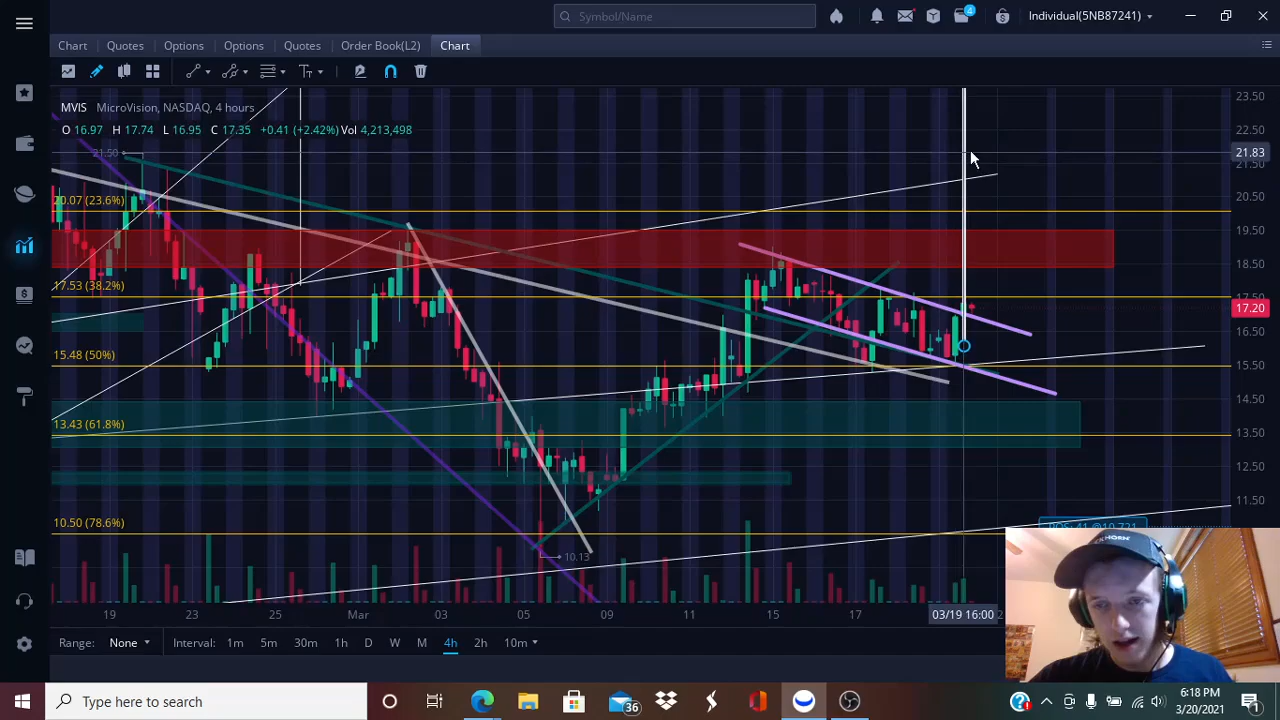 Symbol/Name
4
Individual(5NB87241)
Chart Quotes Options Options Quotes Order Book(L2) Chart
MVIS MicroVision, NASDAQ, 4 hours
O 16.97 H 17.74 L 16.95 C 17.35 +0.41 (+2.42%) Vol 4,213,498
21.50
20.07 (23.6%)
17.53 (38.2%)
15.48 (50%)
13.43 (61.8%)
10.50 (78.6%)
10.13
23.50
22.50
21.83
20.50
19.50
18.50
17.50
17.20
16.50
15.50
14.50
13.50
12.50
11.50
19 23 25 Mar 03 05 09 11 15 17 03/19 16:00
Range: None Interval: 1m 5m 30m 1h D W M 4h 2h 10m
Type here to search
36
6:18 PM
3/20/2021